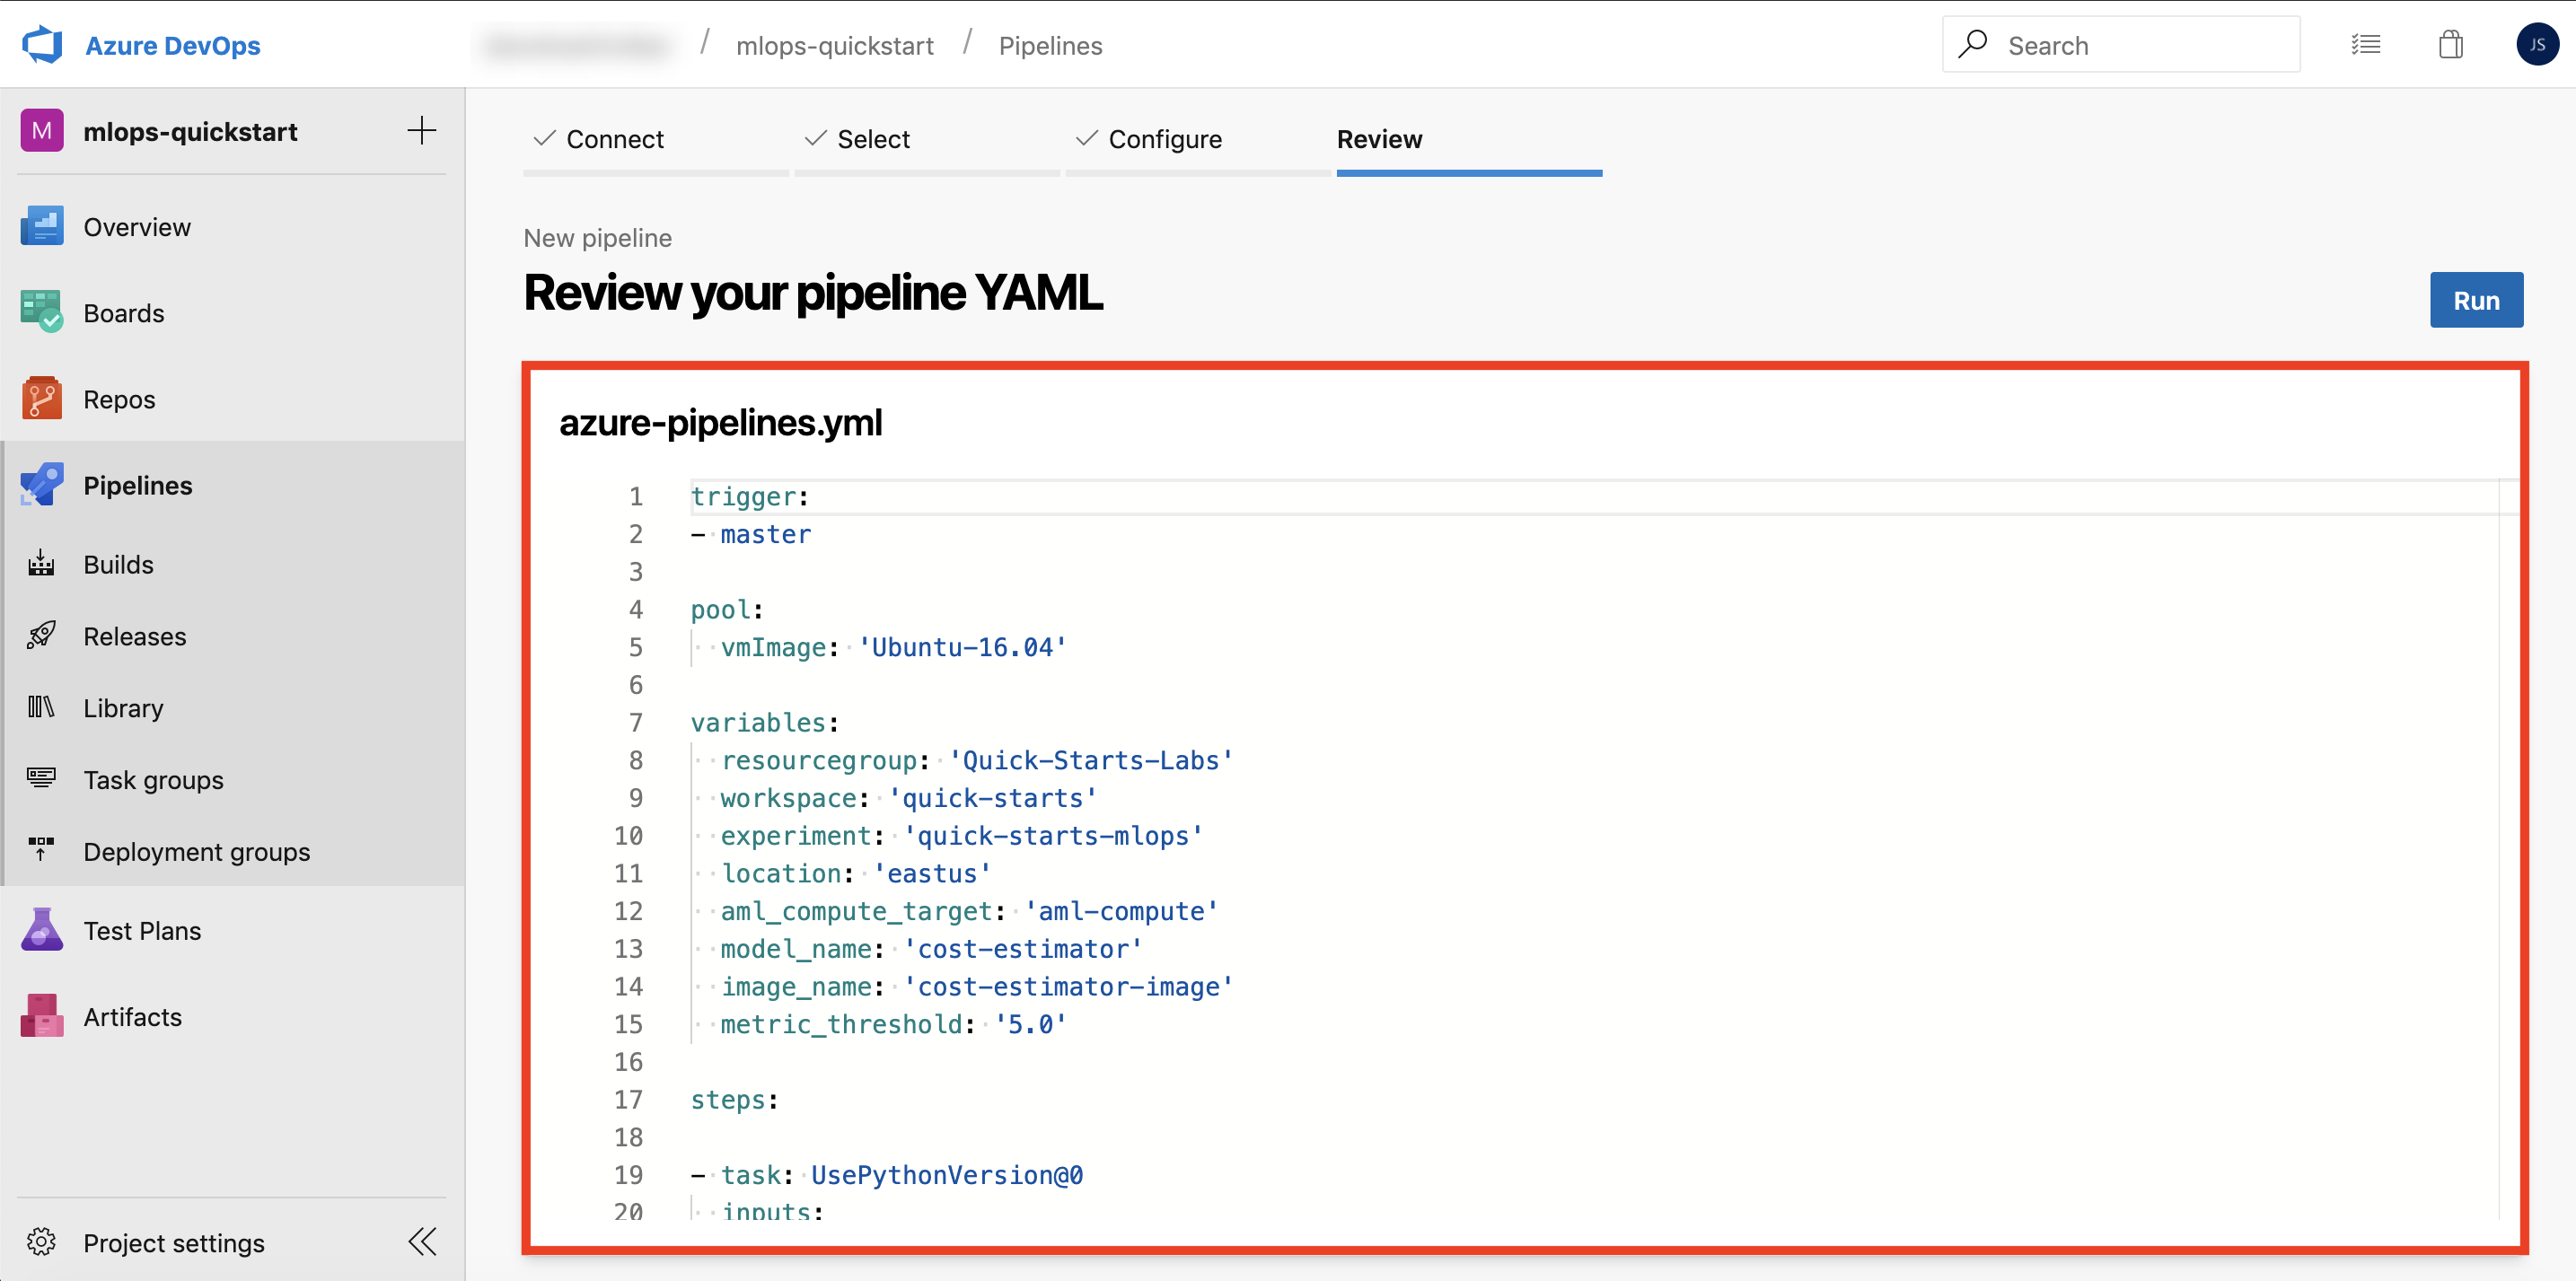 Azure DevOps
/ mlops-quickstart / Pipelines
Search
JS
M mlops-quickstart
Overview
Boards
Repos
Pipelines
Builds
Releases
Library
Task groups
Deployment groups
Test Plans
Artifacts
Project settings
Connect Select Configure Review
New pipeline
Review your pipeline YAML
Run
azure-pipelines.yml
1 trigger:
2 - master
3
4 pool:
5   vmImage: 'Ubuntu-16.04'
6
7 variables:
8   resourcegroup: 'Quick-Starts-Labs'
9   workspace: 'quick-starts'
10   experiment: 'quick-starts-mlops'
11   location: 'eastus'
12   aml_compute_target: 'aml-compute'
13   model_name: 'cost-estimator'
14   image_name: 'cost-estimator-image'
15   metric_threshold: '5.0'
16
17 steps:
18
19 - task: UsePythonVersion@0
20   inputs: